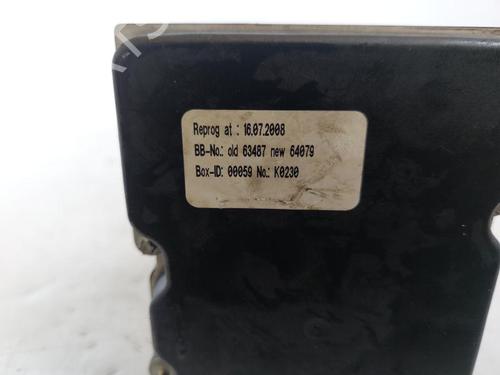 Reprog at : 16.07.2008
BB-No.: old 63487 new 64079
Box-ID: 00059 No.: K0230